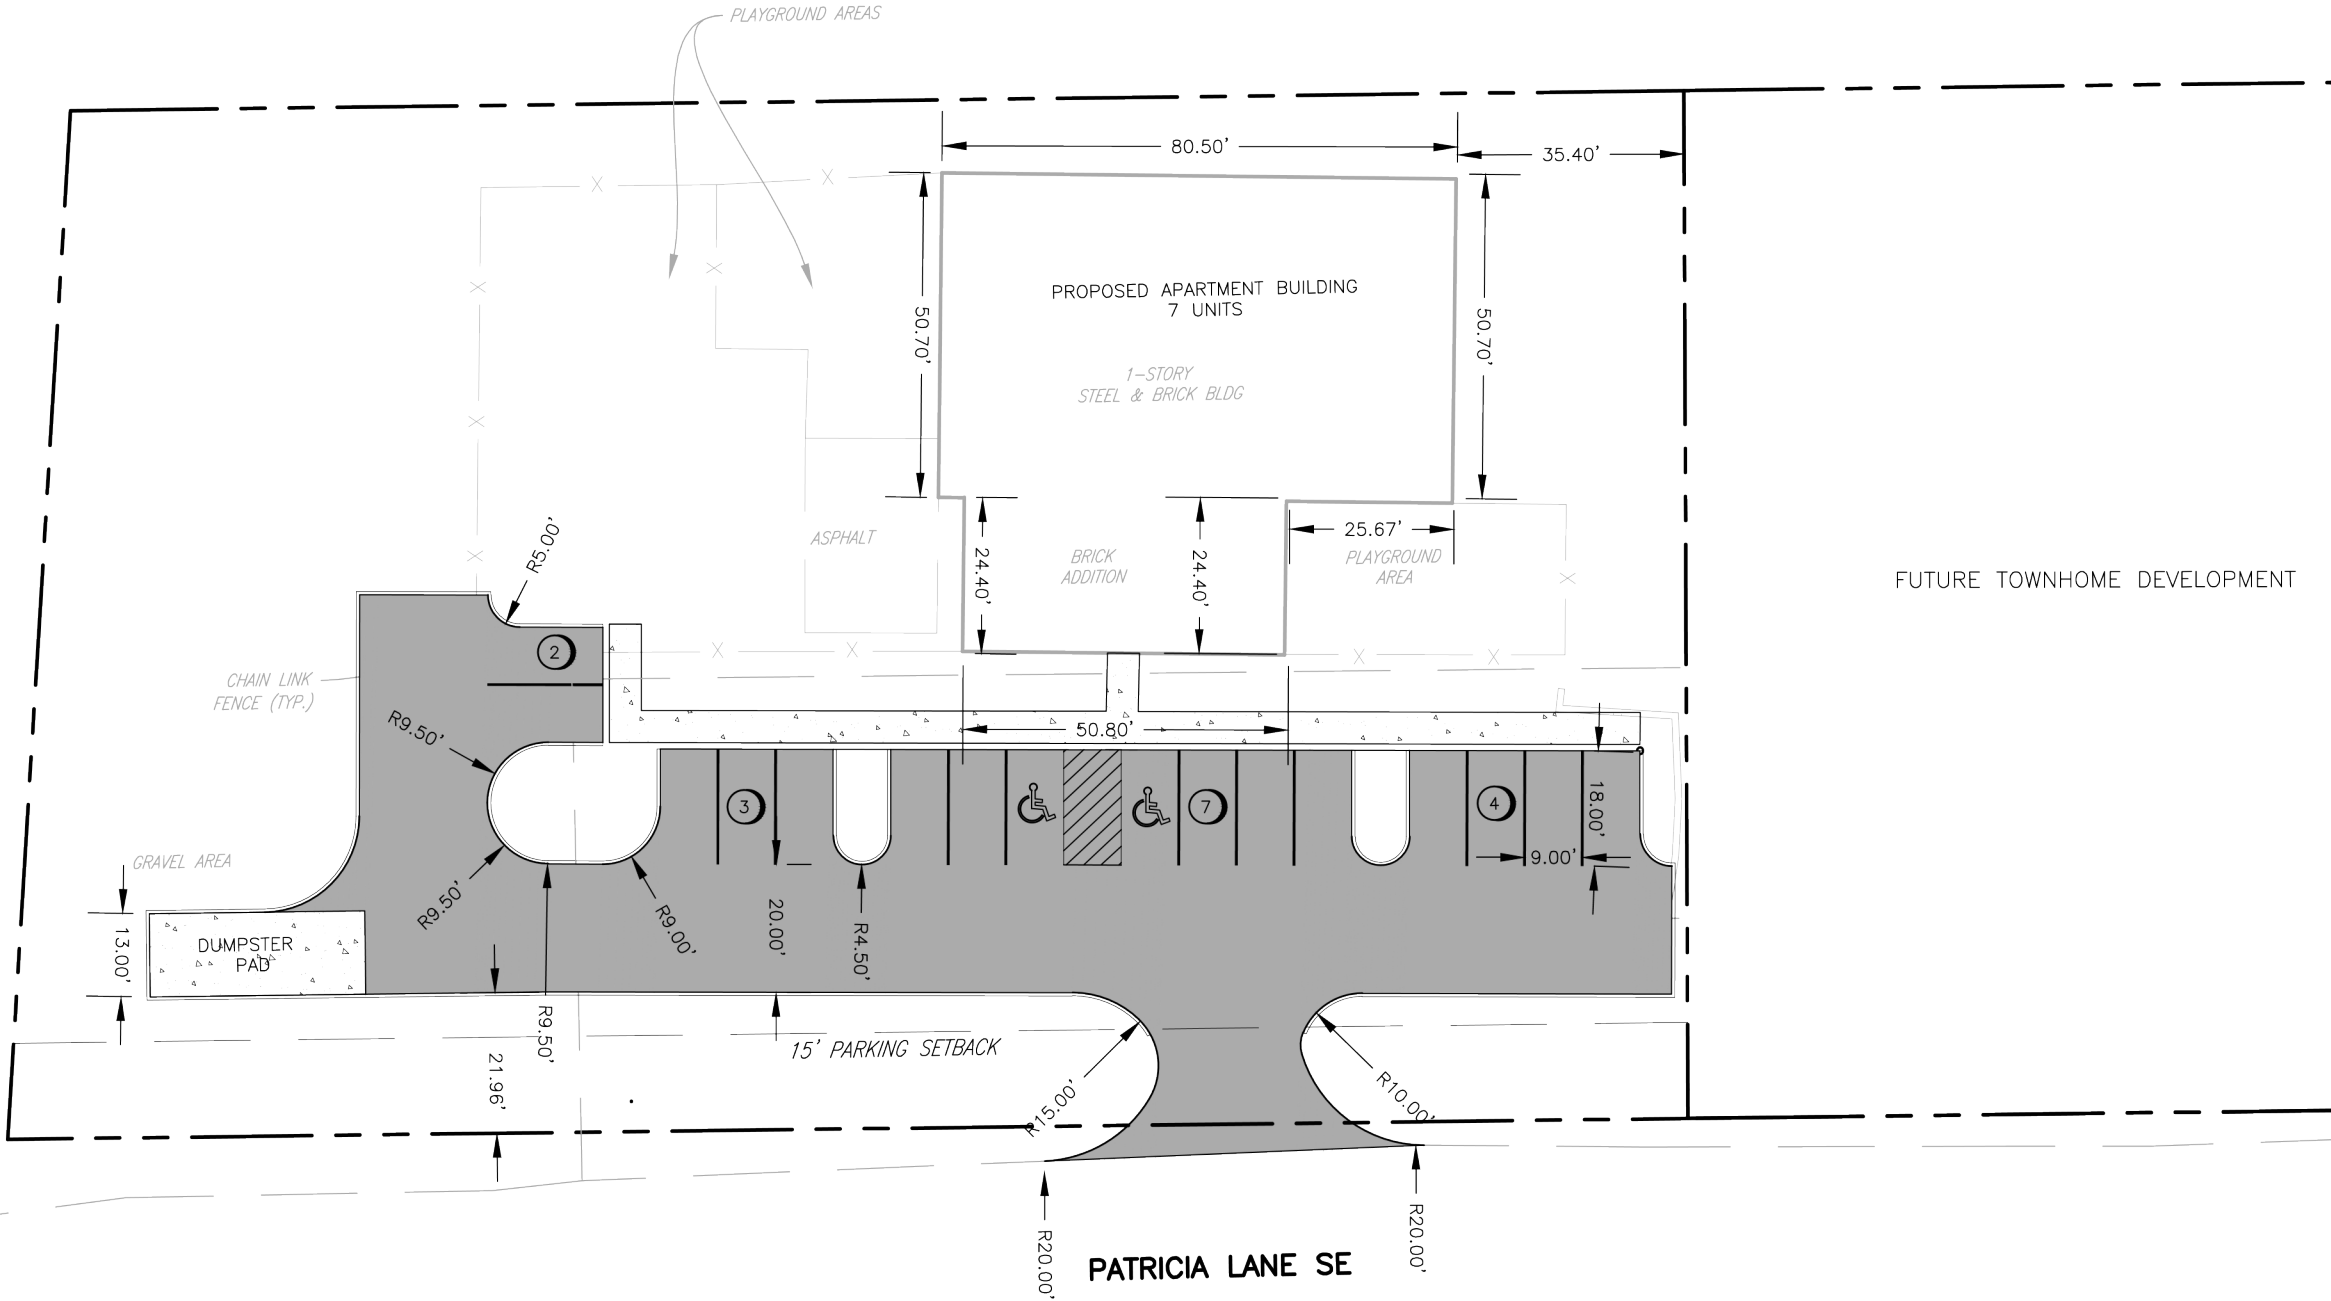 PLAYGROUND AREAS
80.50'
35.40'
50.70'
50.70'
PROPOSED APARTMENT BUILDING
7 UNITS
1-STORY
STEEL & BRICK BLDG
R5.00'
ASPHALT
24.40'
BRICK
ADDITION
24.40'
25.67'
PLAYGROUND
AREA
FUTURE TOWNHOME DEVELOPMENT
2
CHAIN LINK
FENCE (TYP.)
R9.50'
50.80'
3
7
4
18.00'
9.00'
GRAVEL AREA
R9.50'
R9.00'
20.00'
R4.50'
13.00'
DUMPSTER
PAD
R9.50'
15' PARKING SETBACK
21.96'
R15.00'
R10.00'
R20.00'
R20.00'
PATRICIA LANE SE